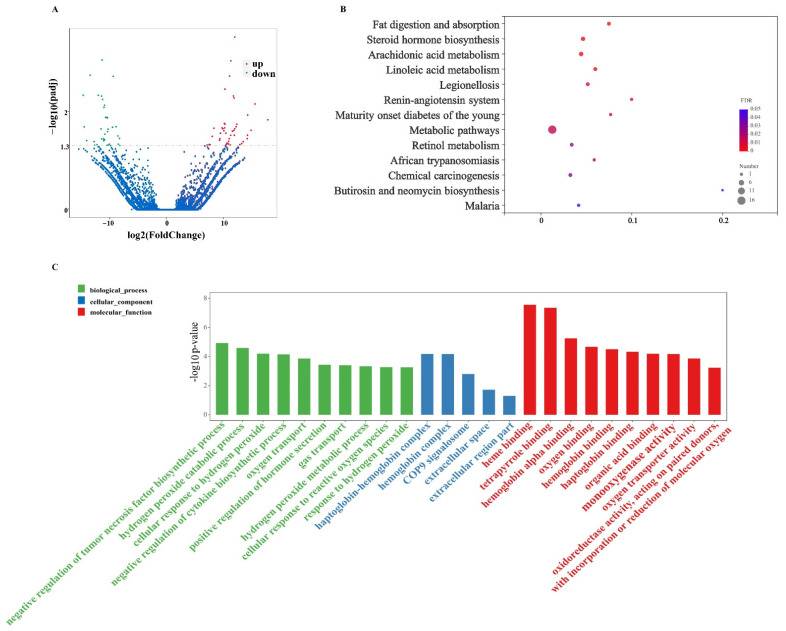 A
up
down
−log10(padj)
2
1.3
0
−10
0
10
log2(FoldChange)
B
Fat digestion and absorption
Steroid hormone biosynthesis
Arachidonic acid metabolism
Linoleic acid metabolism
Legionellosis
Renin-angiotensin system
Maturity onset diabetes of the young
Metabolic pathways
Retinol metabolism
African trypanosomiasis
Chemical carcinogenesis
Butirosin and neomycin biosynthesis
Malaria
0
0.1
0.2
FDR
0.05
0.04
0.03
0.02
0.01
0
Number
1
6
11
16
C
biological_process
cellular_component
molecular_function
-log10 p-value
8
6
4
2
0
negative regulation of tumor necrosis factor biosynthetic process
hydrogen peroxide catabolic process
cellular response to hydrogen peroxide
negative regulation of cytokine biosynthetic process
oxygen transport
positive regulation of hormone secretion
gas transport
hydrogen peroxide metabolic process
cellular response to reactive oxygen species
response to hydrogen peroxide
haptoglobin-hemoglobin complex
hemoglobin complex
COP9 signalosome
extracellular space
extracellular region part
heme binding
tetrapyrrole binding
hemoglobin alpha binding
oxygen binding
hemoglobin binding
haptoglobin binding
organic acid binding
monooxygenase activity
oxygen transporter activity
oxidoreductase activity, acting on paired donors,
with incorporation or reduction of molecular oxygen